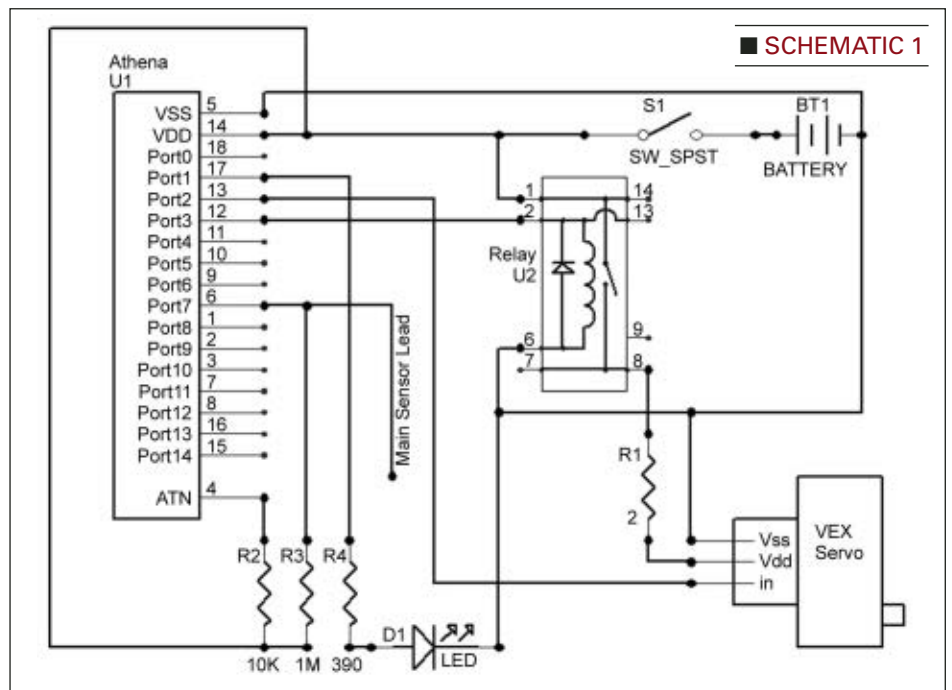 ■ SCHEMATIC 1
Athena
U1
VSS 5
VDD 14
Port0 18
Port1 17
Port2 13
Port3 12
Port4 11
Port5 10
Port6 9
Port7 6
Port8 1
Port9 2
Port10 3
Port11 7
Port12 8
Port13 16
Port14 15
ATN 4
S1
SW_SPST
BT1
BATTERY
1 14
2 13
Relay
U2
6 9
7 8
Main Sensor Lead
R1
2
Vss
Vdd
in
VEX
Servo
R2 R3 R4
10K 1M 390
D1
LED